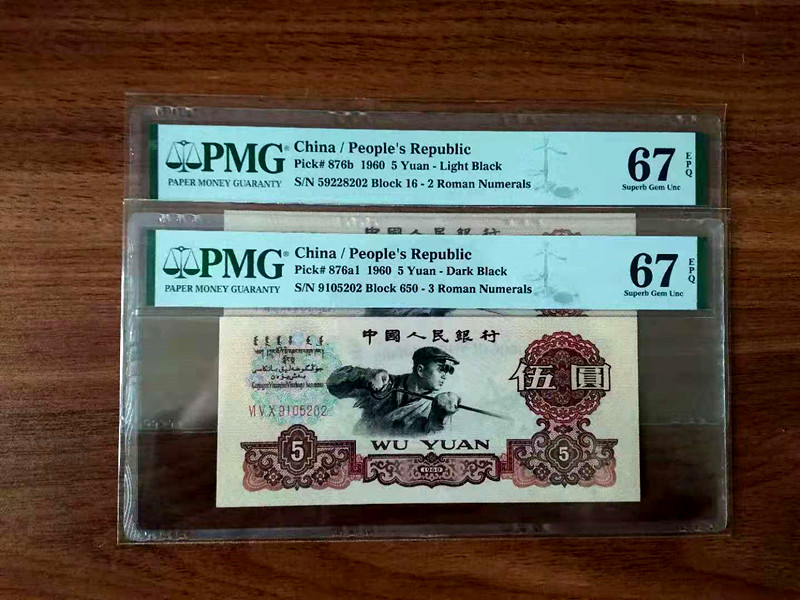 PMG®
PAPER MONEY GUARANTY
China / People's Republic
Pick# 876b 1960 5 Yuan - Light Black
S/N 59228202 Block 16 - 2 Roman Numerals
67
EPQ
Superb Gem Unc
PMG®
PAPER MONEY GUARANTY
China / People's Republic
Pick# 876a1 1960 5 Yuan - Dark Black
S/N 9105202 Block 650 - 3 Roman Numerals
67
EPQ
Superb Gem Unc
中國人民銀行
伍圓
VI V X 9105202
WU YUAN
5
1960
5